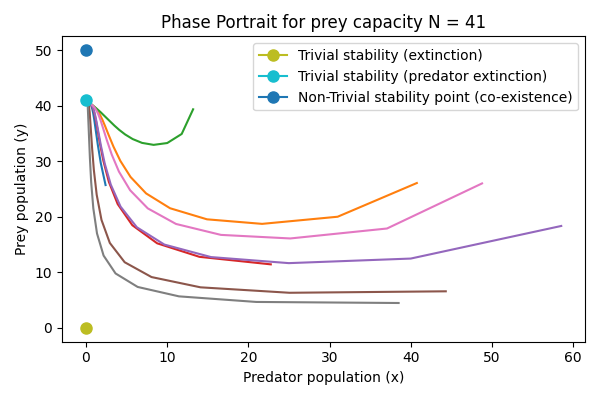 Phase Portrait for prey capacity N = 41
Prey population (y)
50
40
30
20
10
0
Trivial stability (extinction)
Trivial stability (predator extinction)
Non-Trivial stability point (co-existence)
0 10 20 30 40 50 60
Predator population (x)